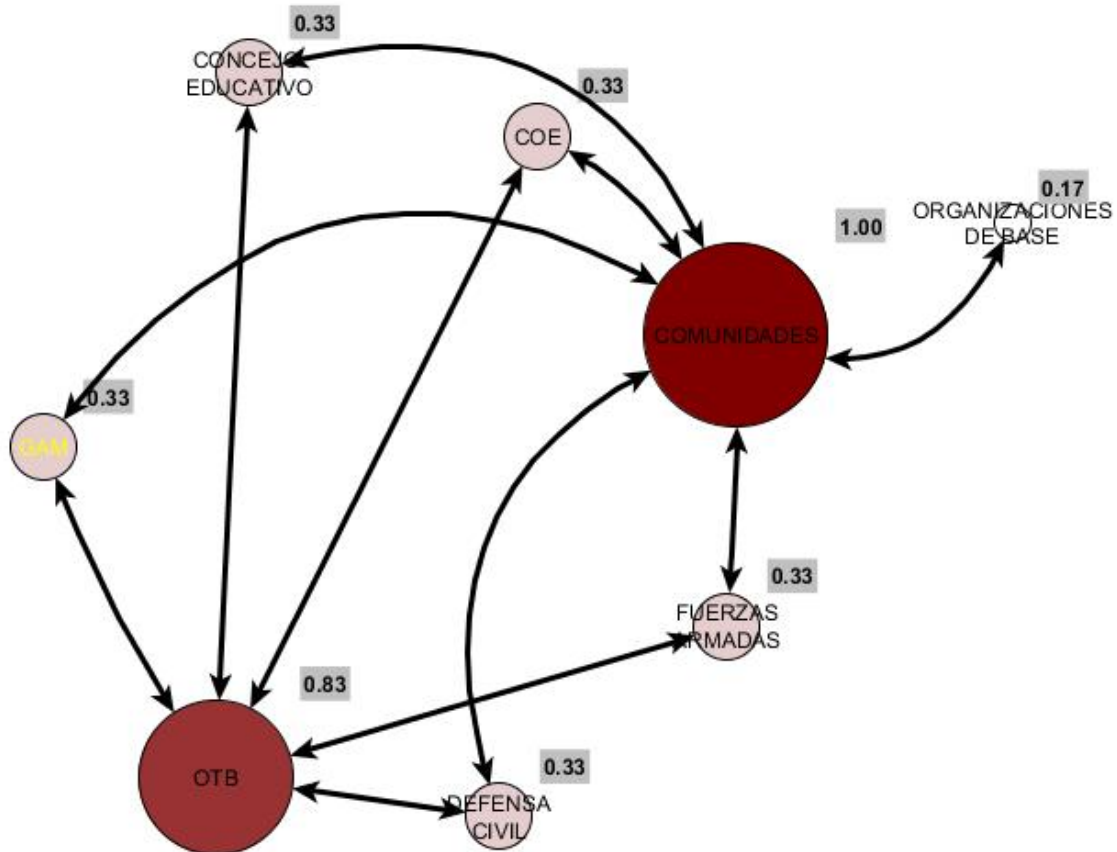 0.33
CONCEJO
EDUCATIVO
0.33
COE
0.17
ORGANIZACIONES
DE BASE
1.00
COMUNIDADES
0.33
GAM
0.33
FUERZAS
ARMADAS
0.83
OTB
0.33
DEFENSA
CIVIL